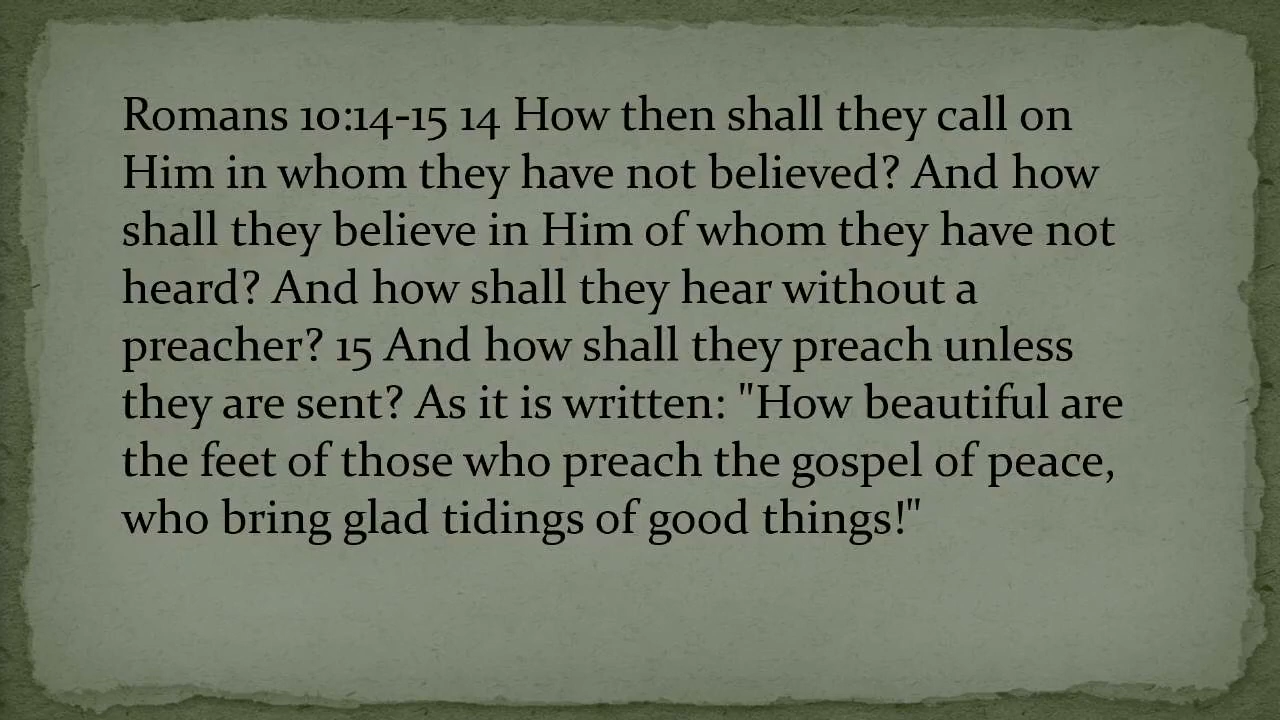 Romans 10:14-15 14 How then shall they call on
Him in whom they have not believed? And how
shall they believe in Him of whom they have not
heard? And how shall they hear without a
preacher? 15 And how shall they preach unless
they are sent? As it is written: "How beautiful are
the feet of those who preach the gospel of peace,
who bring glad tidings of good things!"